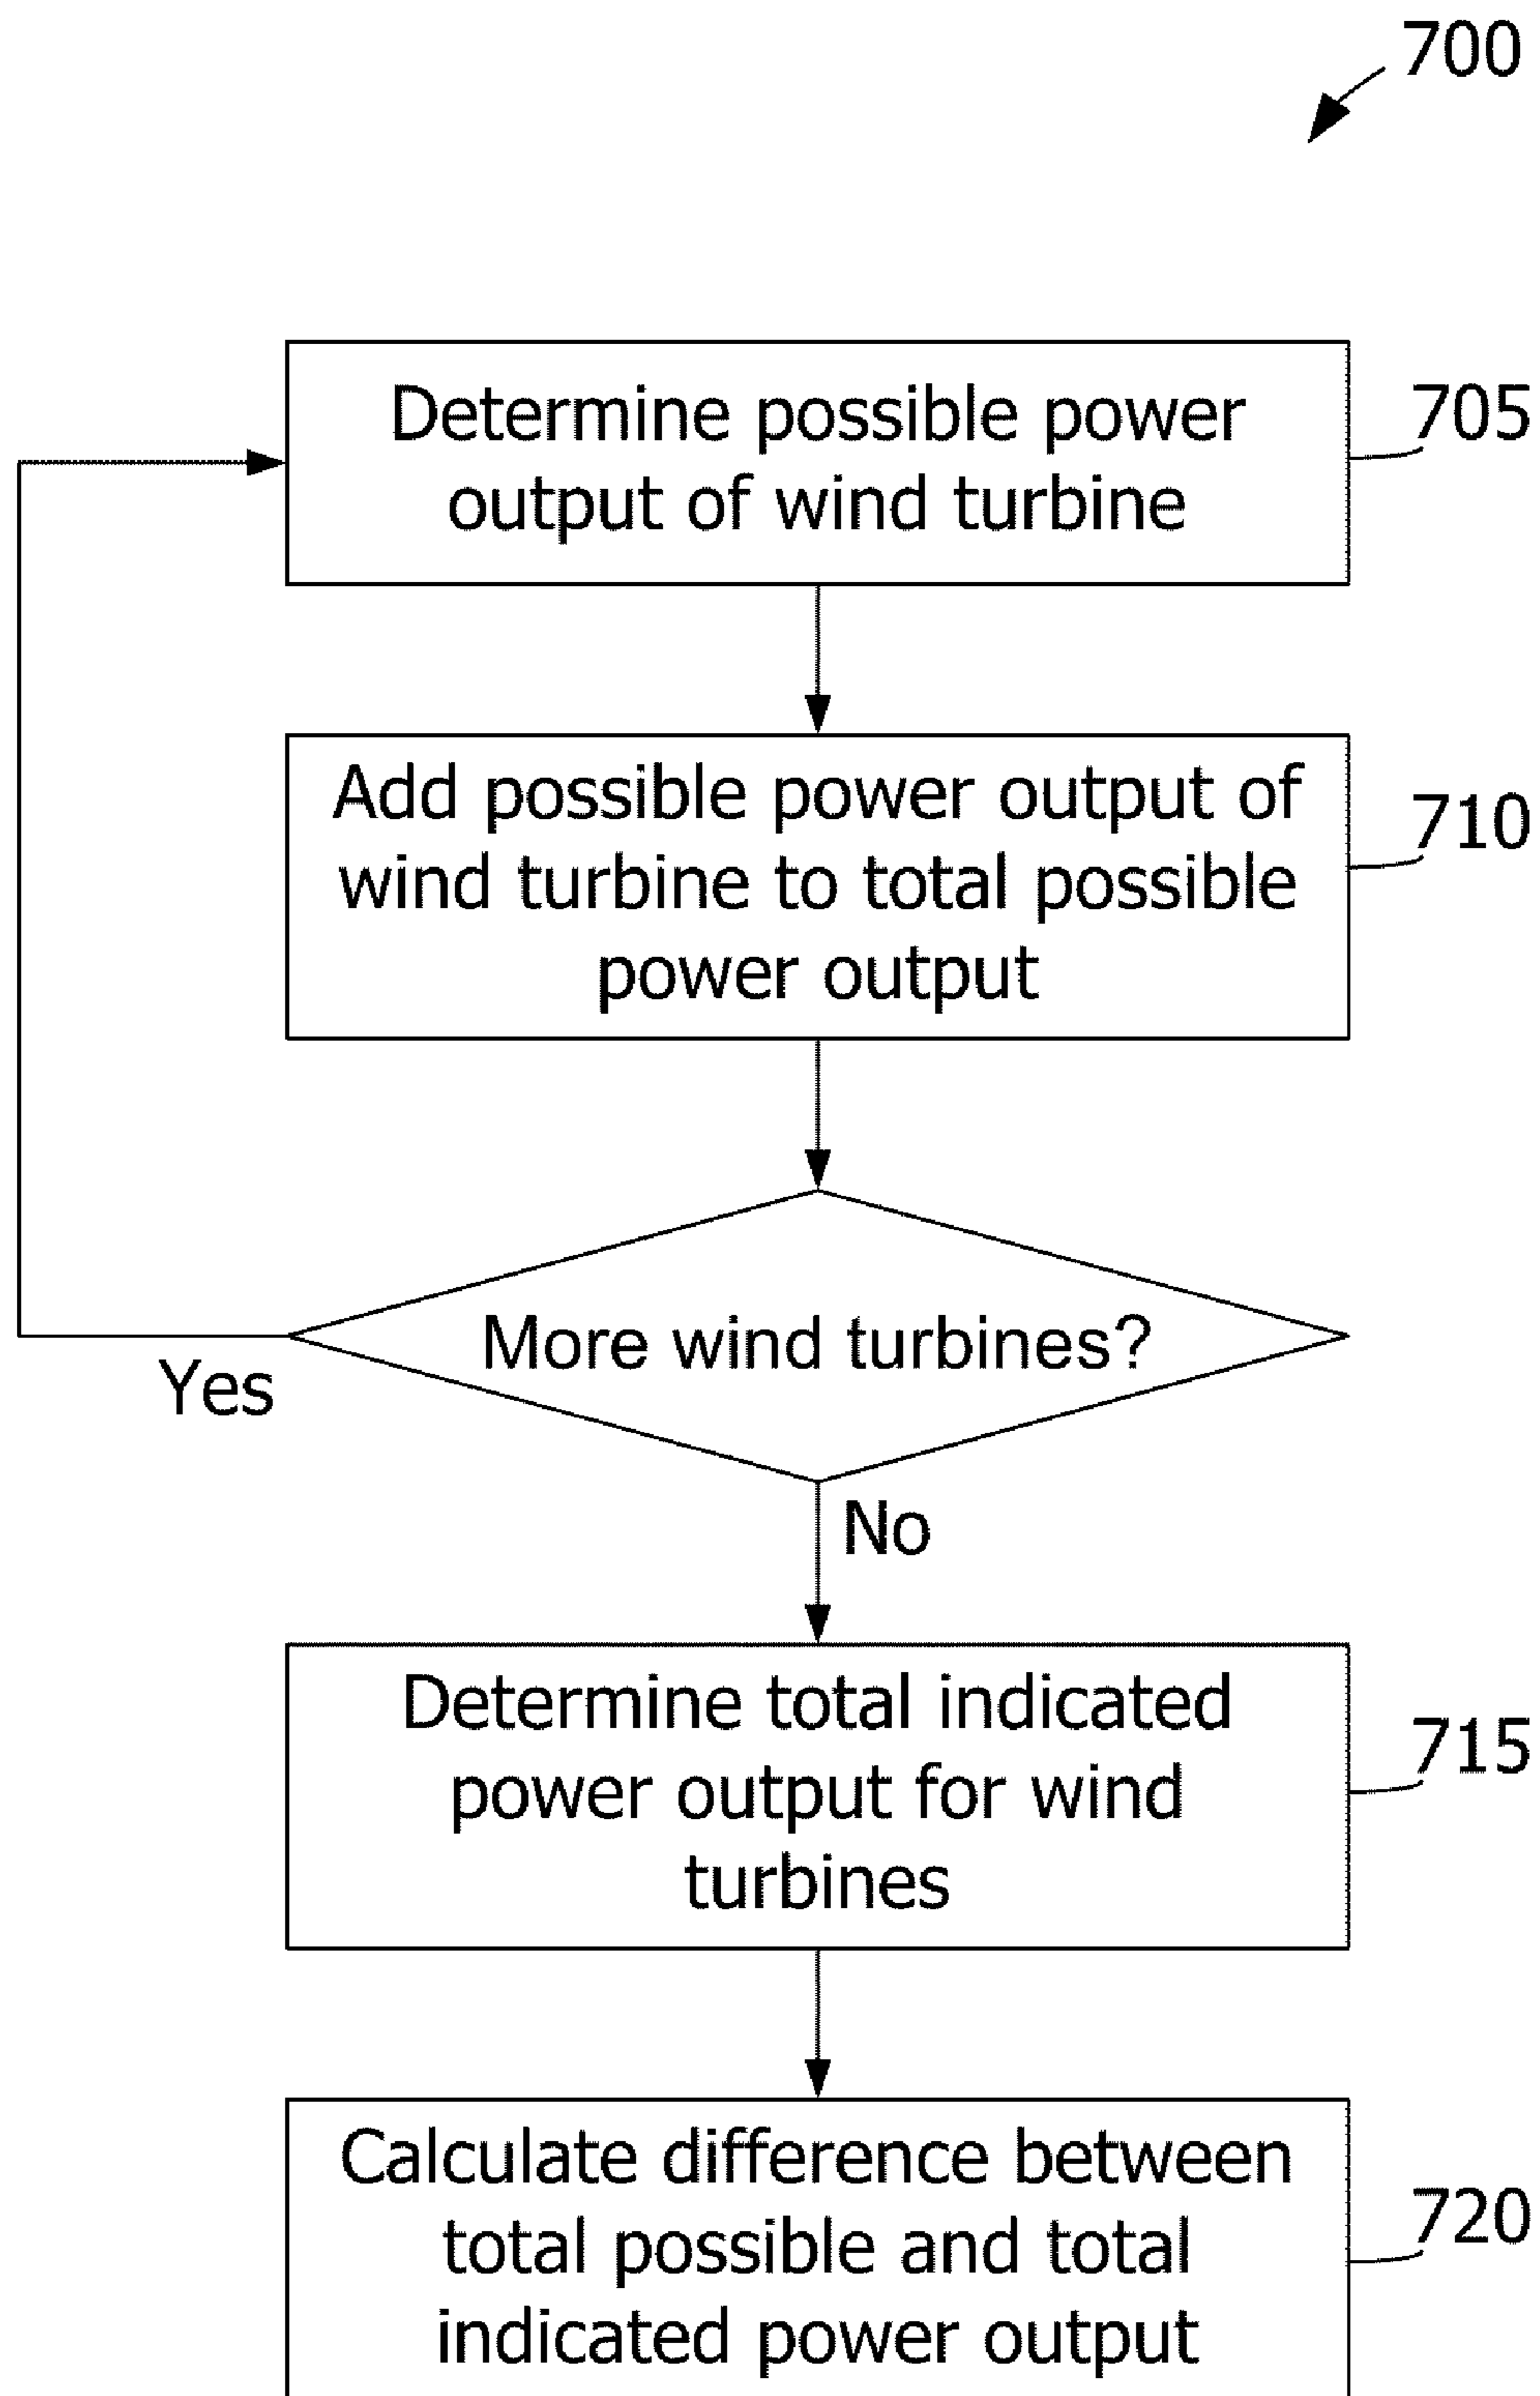 700
Determine possible power
output of wind turbine
705
Add possible power output of
wind turbine to total possible
power output
710
More wind turbines?
Yes
No
Determine total indicated
power output for wind
turbines
715
Calculate difference between
total possible and total
indicated power output
720